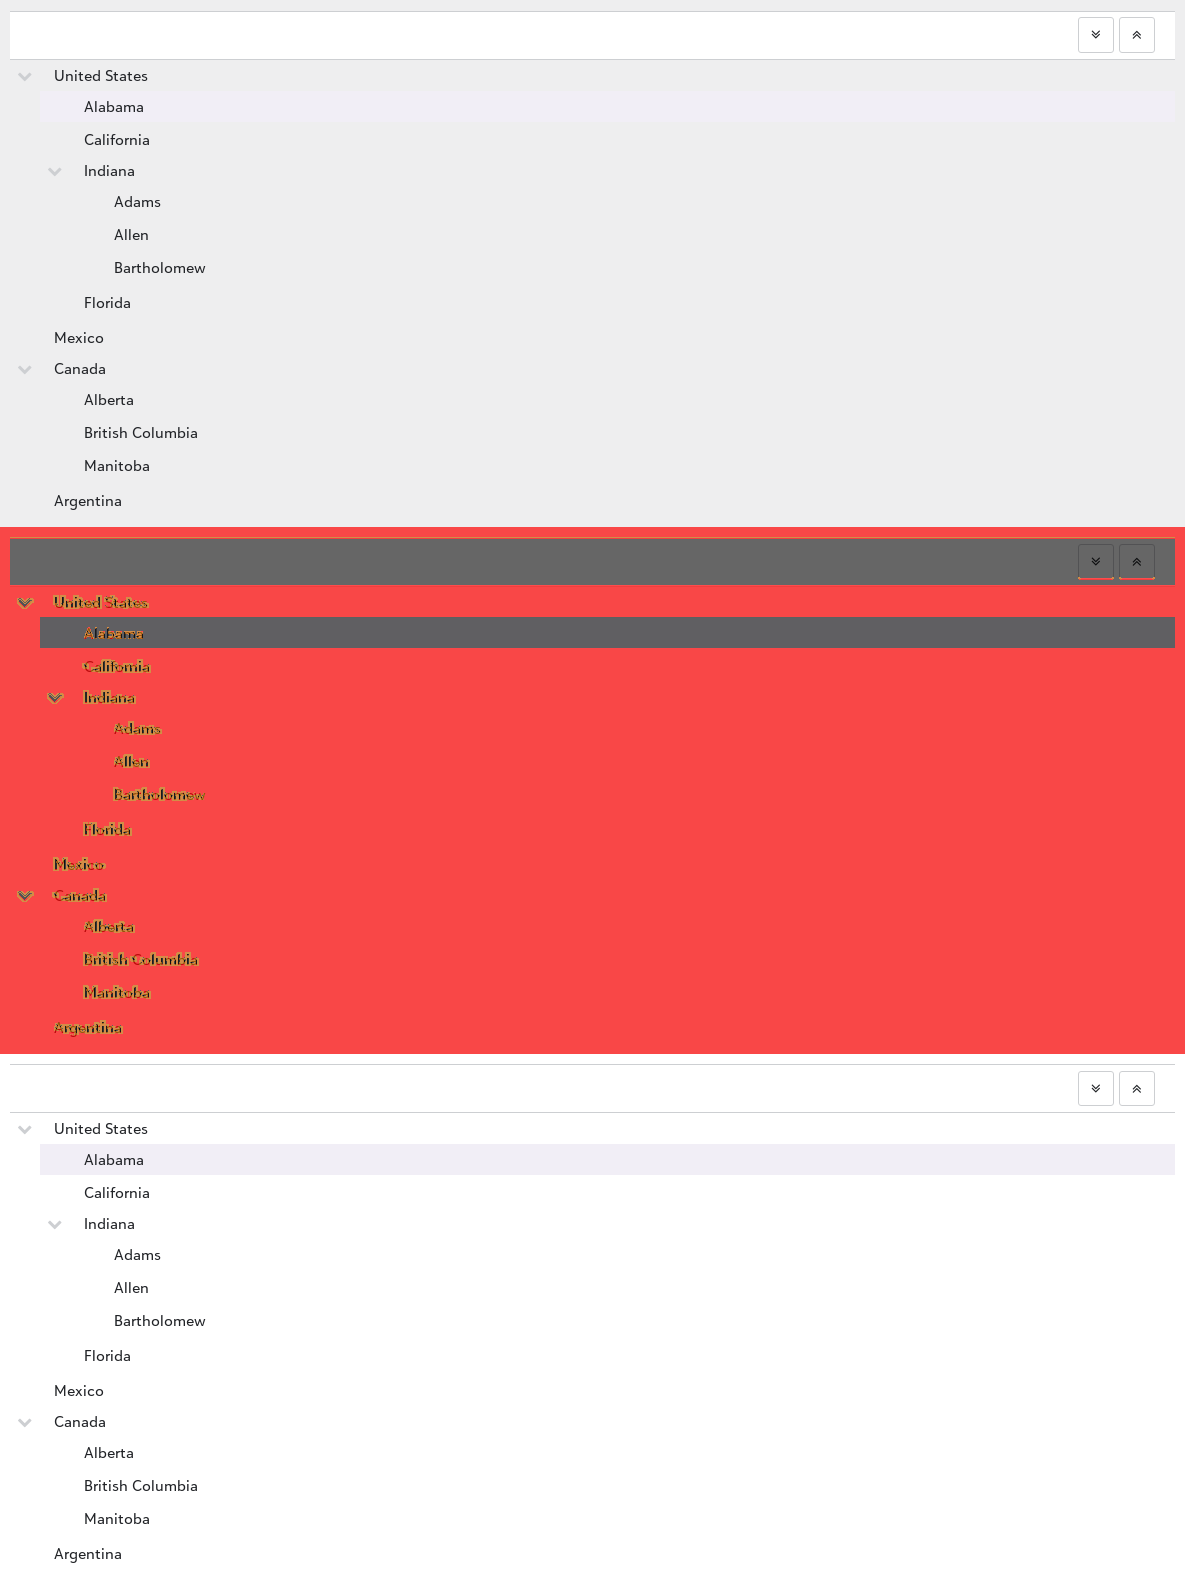 United States
Alabama
California
Indiana
Adams
Allen
Bartholomew
Florida
Mexico
Canada
Alberta
British Columbia
Manitoba
Argentina
United States
Alabama
California
Indiana
Adams
Allen
Bartholomew
Florida
Mexico
Canada
Alberta
British Columbia
Manitoba
Argentina
United States
Alabama
California
Indiana
Adams
Allen
Bartholomew
Florida
Mexico
Canada
Alberta
British Columbia
Manitoba
Argentina